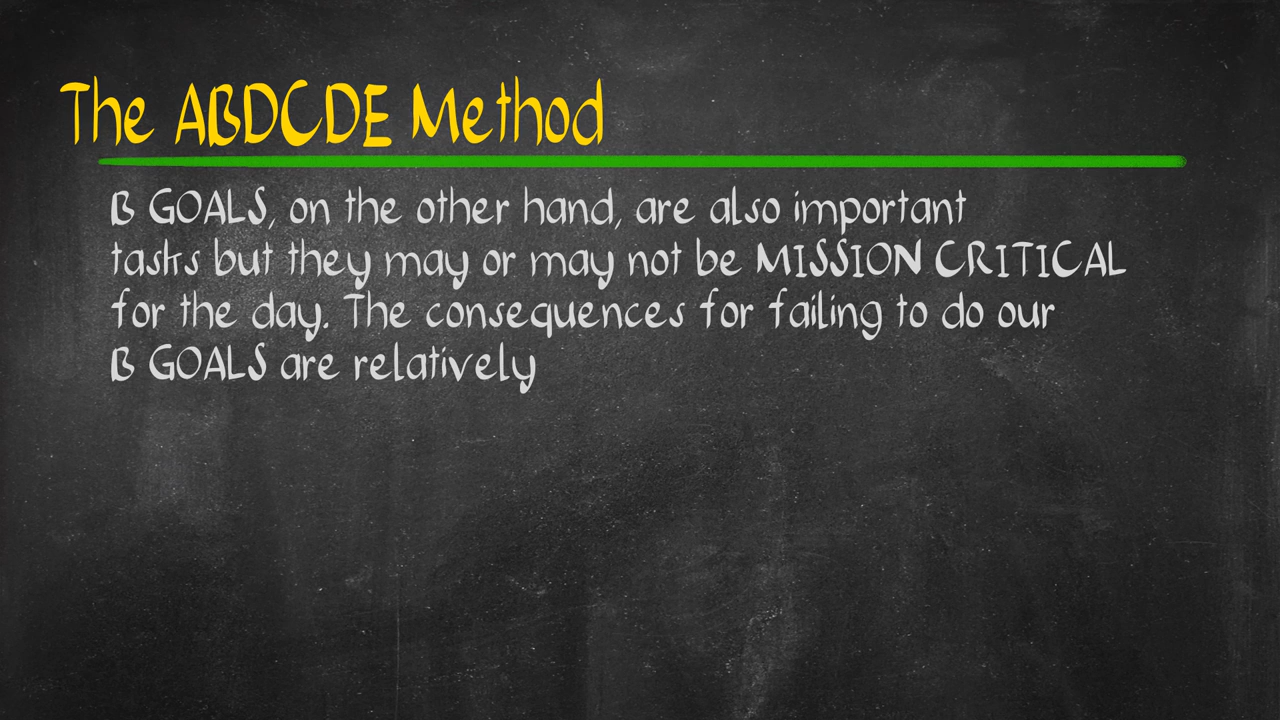 The ABDCDE Method
B GOALS, on the other hand, are also important
tasks but they may or may not be MISSION CRITICAL
for the day. The consequences for failing to do our
B GOALS are relatively